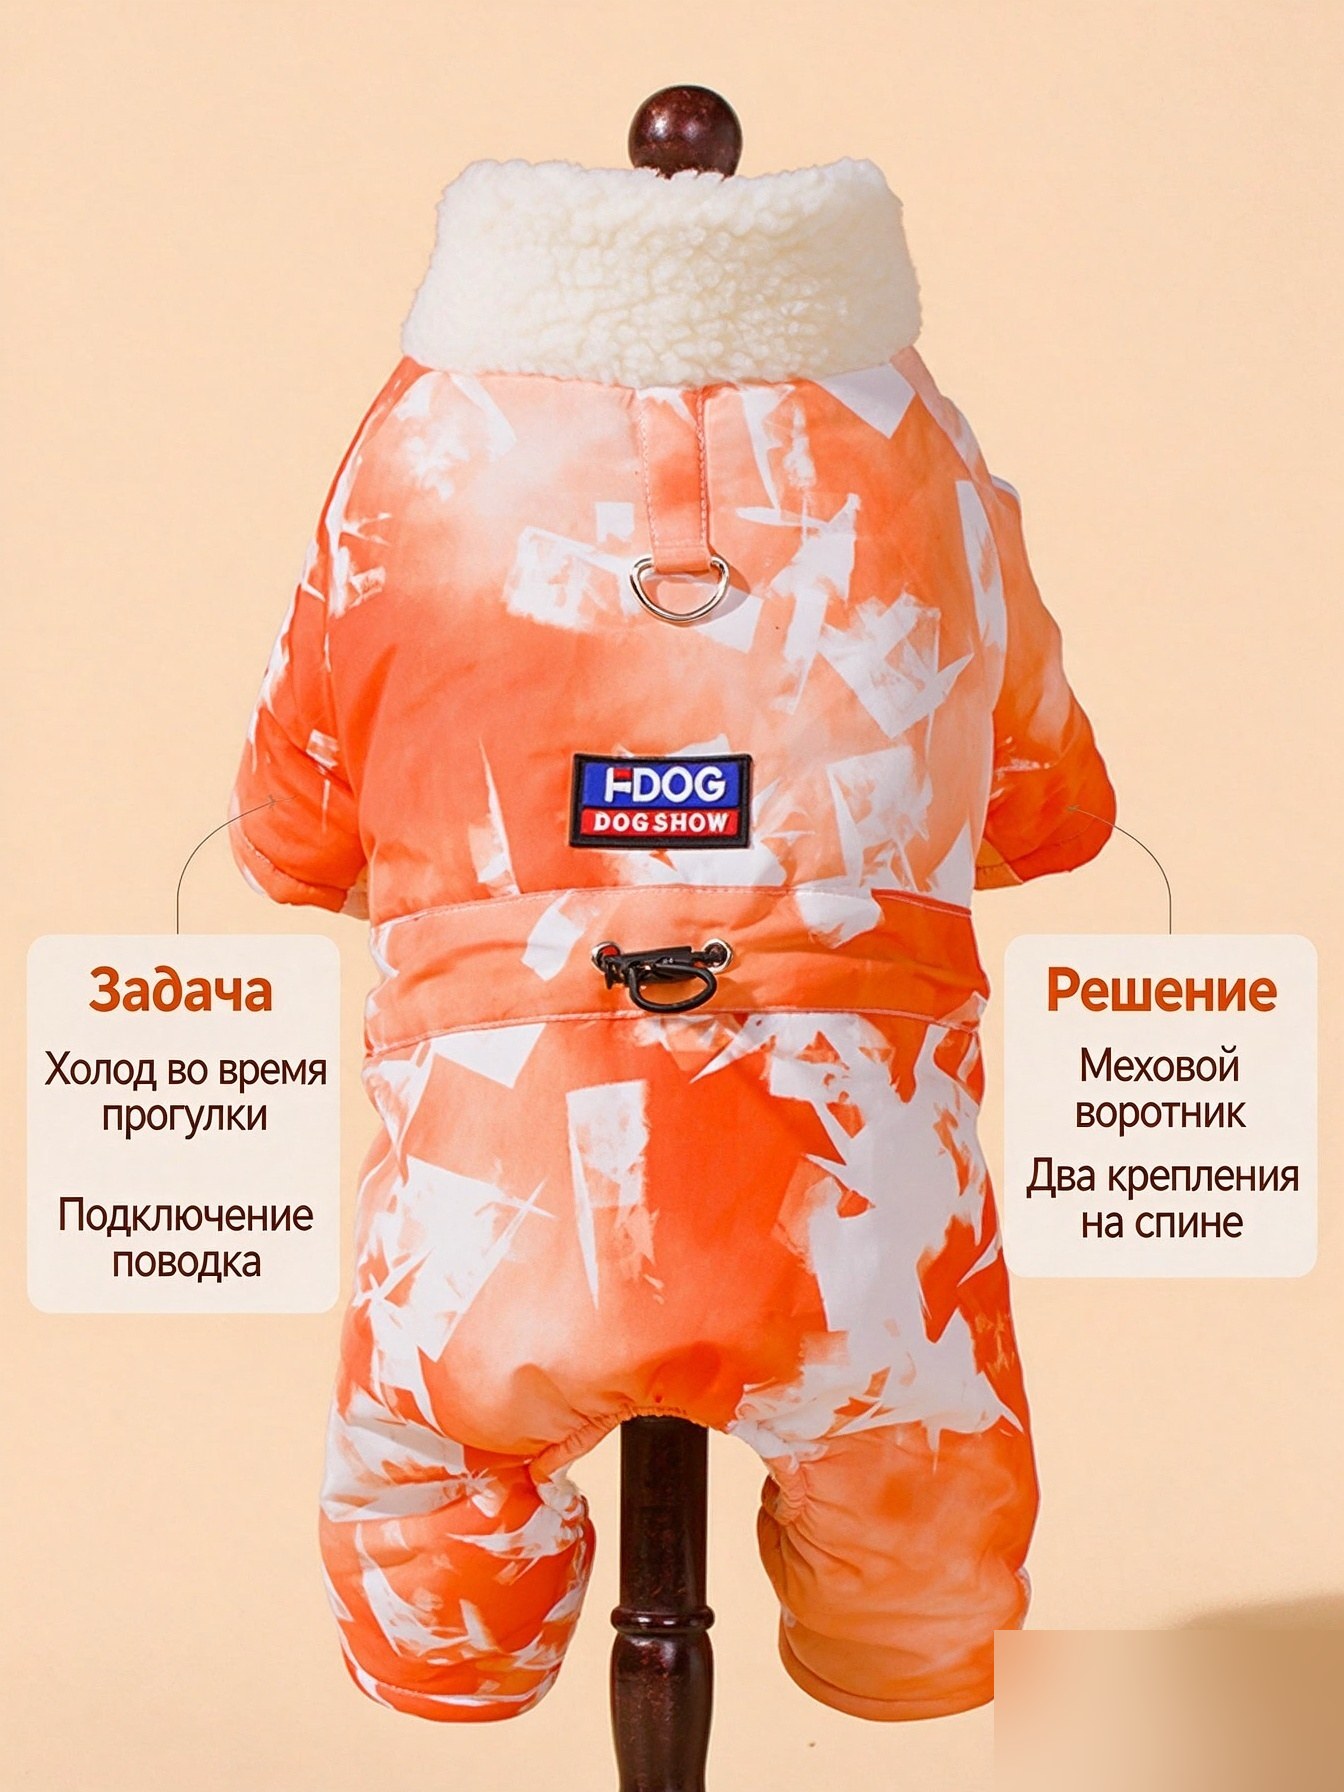 FDOG
DOG SHOW
Задача
Холод во время
прогулки
Подключение
поводка
Решение
Меховой
воротник
Два крепления
на спине